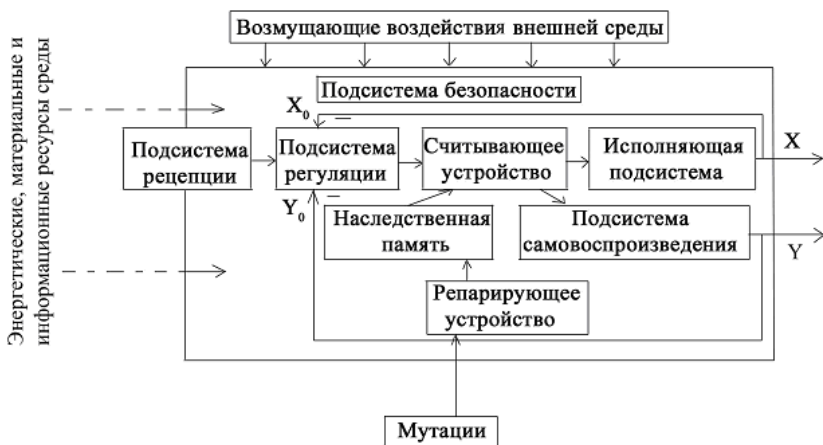 Возмущающие воздействия внешней среды
Энергетические, материальные и
информационные ресурсы среды
Подсистема безопасности
X₀
Подсистема
рецепции
Подсистема
регуляции
Считывающее
устройство
Исполняющая
подсистема
X
Y₀
Наследственная
память
Подсистема
самовоспроизведения
Y
Репарирующее
устройство
Мутации